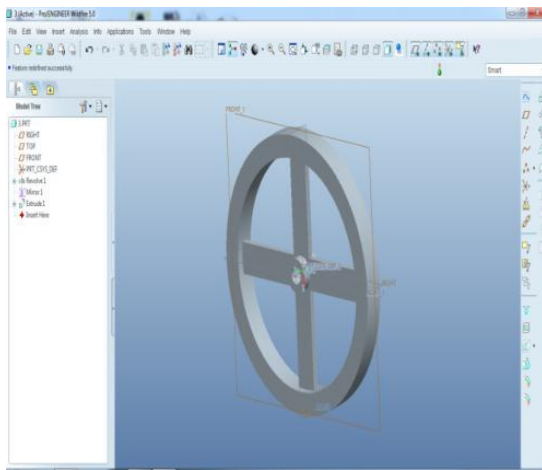 3 (Active) - Pro/ENGINEER Wildfire 5.0
File Edit View Insert Analysis Info Applications Tools Window Help
• Feature redefined successfully.
Smart
Model Tree
3.PRT
RIGHT
TOP
FRONT
PRT_CSYS_DEF
Revolve 1
Mirror 1
Extrude 1
Insert Here
FRONT
RIGHT